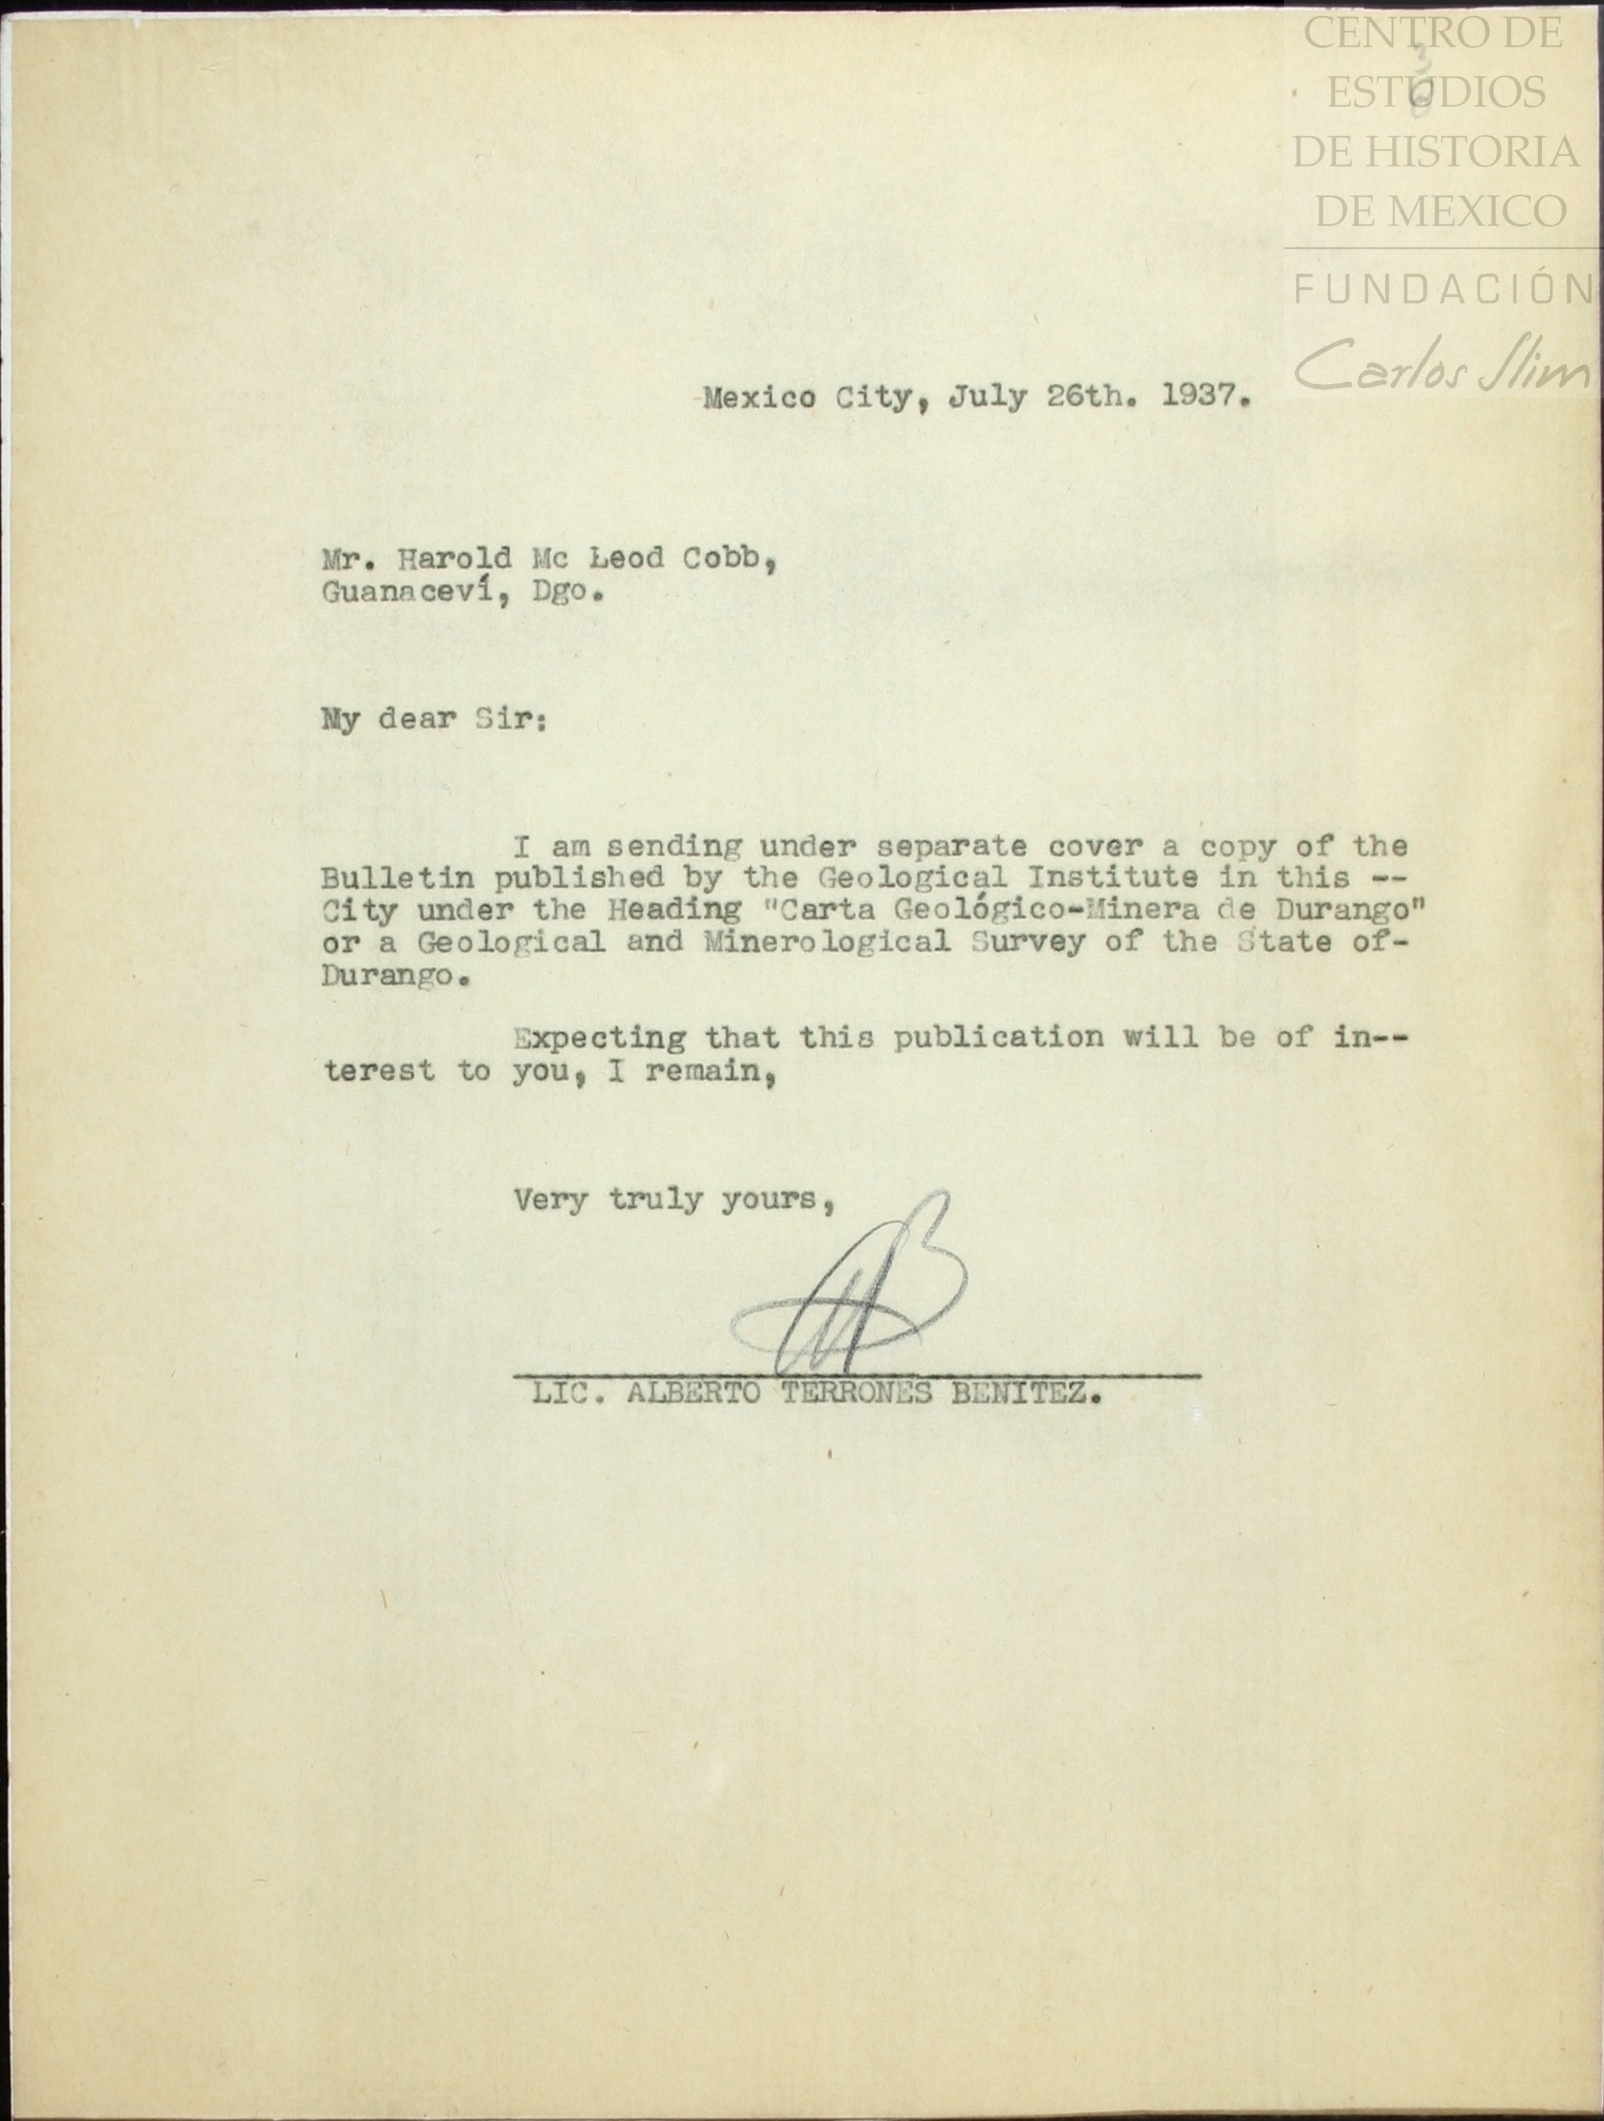 CENTRO DE
ESTUDIOS
DE HISTORIA
DE MEXICO
FUNDACIÓN
Carlos Slim
Mexico City, July 26th. 1937.
Mr. Harold Mc Leod Cobb,
Guanaceví, Dgo.
My dear Sir:
I am sending under separate cover a copy of the
Bulletin published by the Geological Institute in this --
City under the Heading "Carta Geológico-Minera de Durango"
or a Geological and Minerological Survey of the State of-
Durango.
Expecting that this publication will be of in--
terest to you, I remain,
Very truly yours,
LIC. ALBERTO TERRONES BENITEZ.